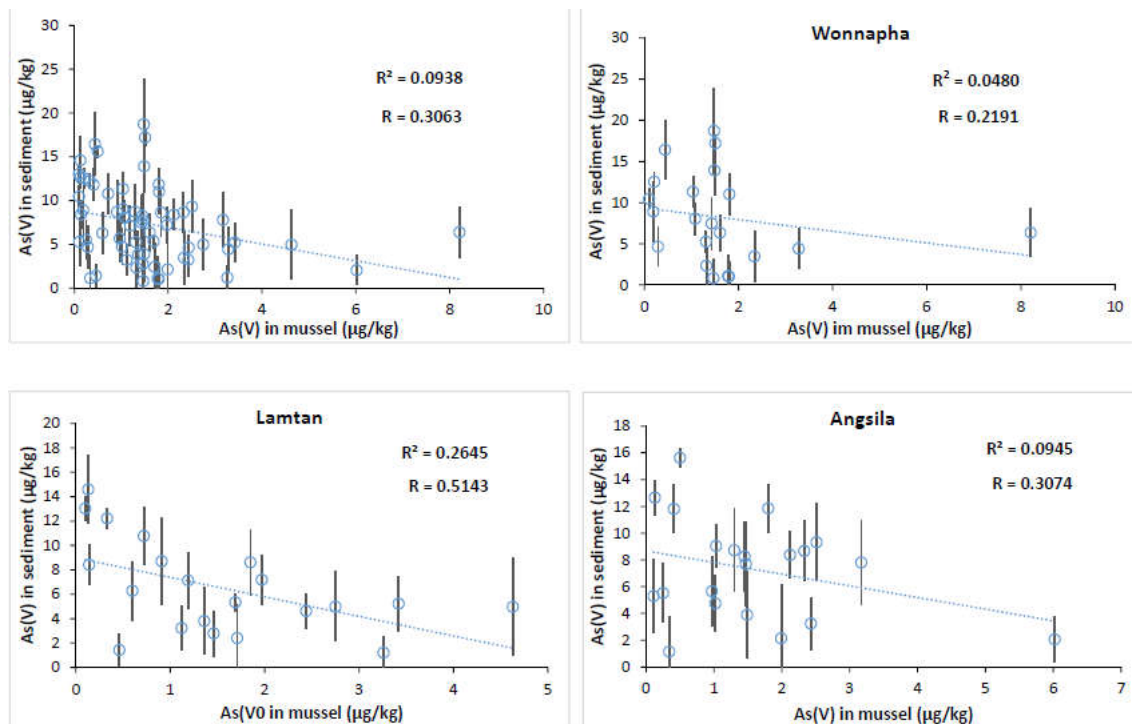 30
25
20
15
10
5
0
As(V) in sediment (µg/kg)
R² = 0.0938
R = 0.3063
0 2 4 6 8 10
As(V) in mussel (µg/kg)
Wonnapha
30
25
20
15
10
5
0
As(V) im sediment (µg/kg)
R² = 0.0480
R = 0.2191
0 2 4 6 8 10
As(V) im mussel (µg/kg)
Lamtan
20
18
16
14
12
10
8
6
4
2
0
As(V) in sediment (µg/kg)
R² = 0.2645
R = 0.5143
0 1 2 3 4 5
As(V0 in mussel (µg/kg)
Angsila
18
16
14
12
10
8
6
4
2
0
As(V) in sediment (µg/kg)
R² = 0.0945
R = 0.3074
0 1 2 3 4 5 6 7
As(V) in mussel (µg/kg)